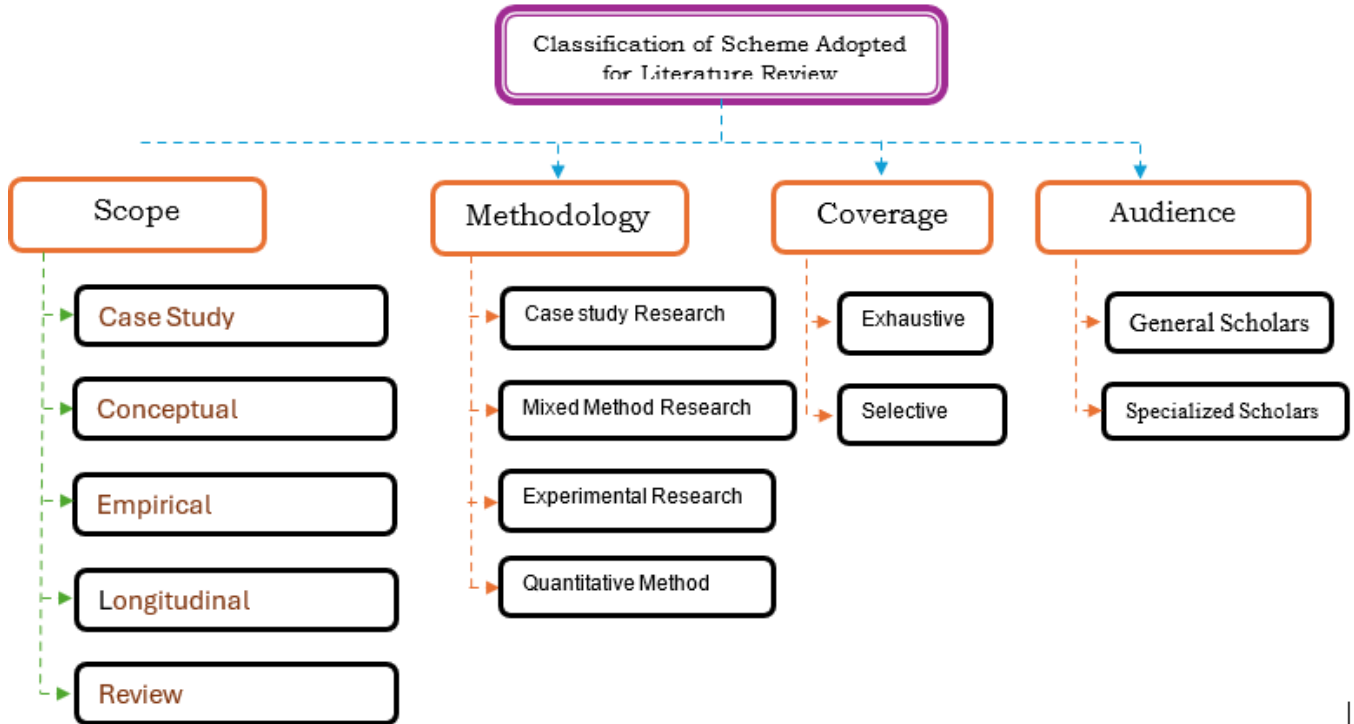 Classification of Scheme Adopted
for Literature Review
Scope
Methodology
Coverage
Audience
Case Study
Conceptual
Empirical
Longitudinal
Review
Case study Research
Mixed Method Research
Experimental Research
Quantitative Method
Exhaustive
Selective
General Scholars
Specialized Scholars